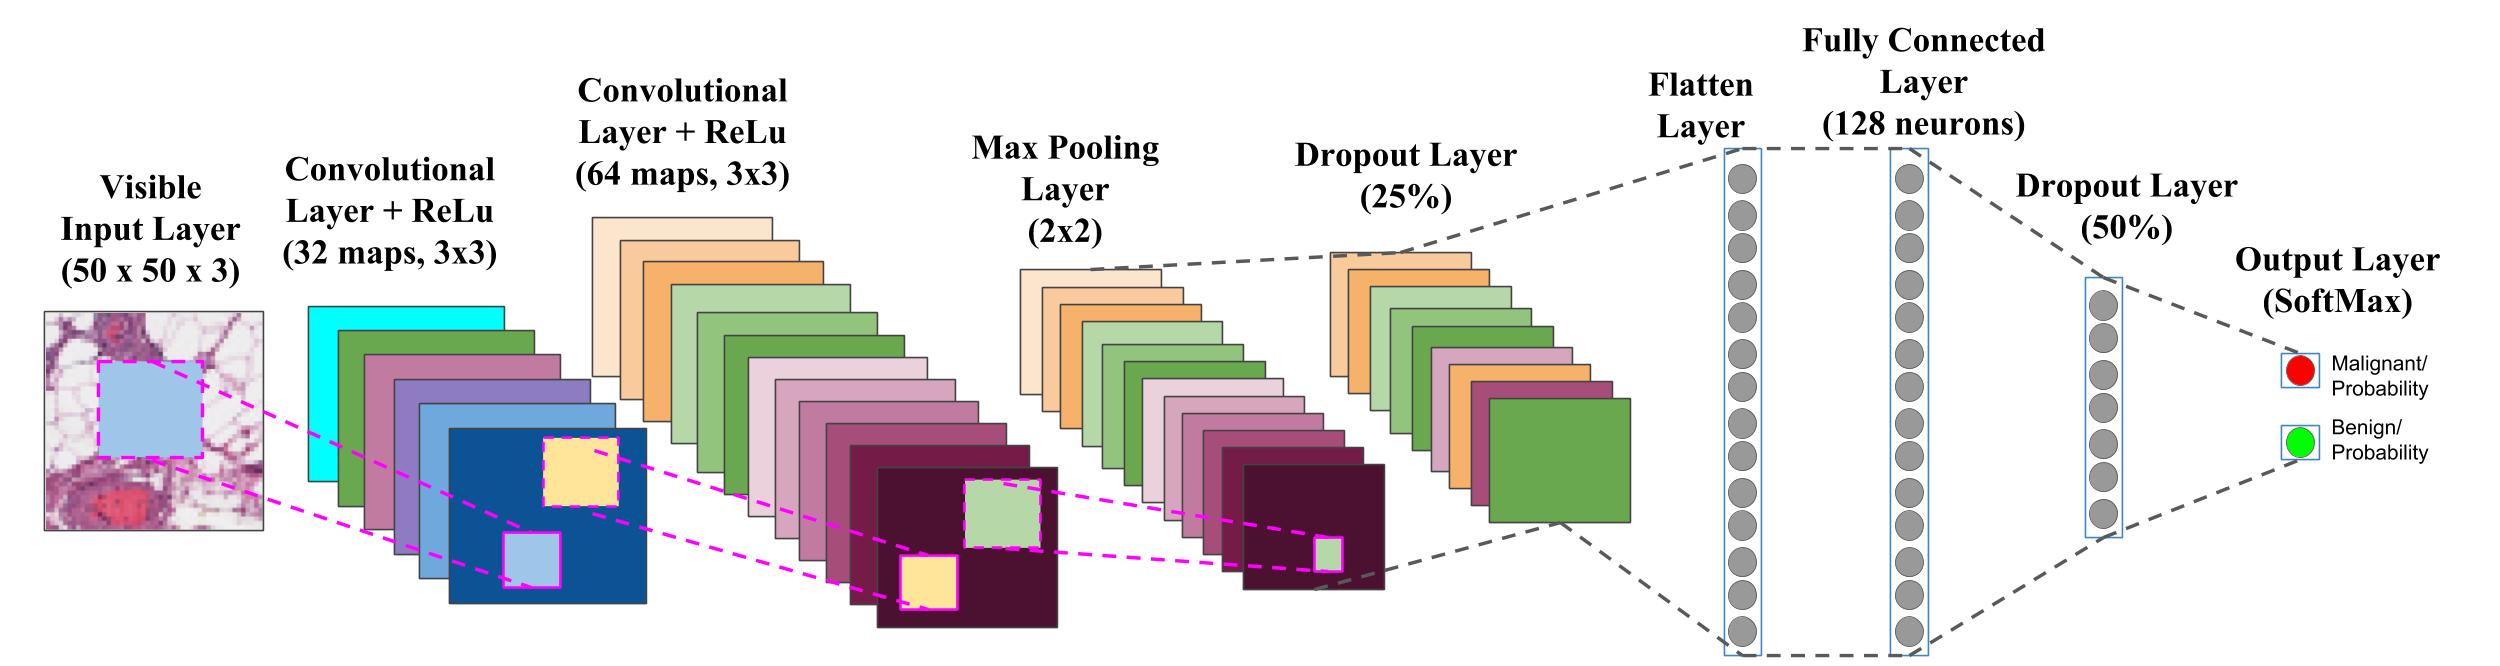 Visible
Input Layer
(50 x 50 x 3)
Convolutional
Layer + ReLu
(32 maps, 3x3)
Convolutional
Layer + ReLu
(64 maps, 3x3)
Max Pooling
Layer
(2x2)
Dropout Layer
(25%)
Flatten
Layer
Fully Connected
Layer
(128 neurons)
Dropout Layer
(50%)
Output Layer
(SoftMax)
Malignant/
Probability
Benign/
Probability